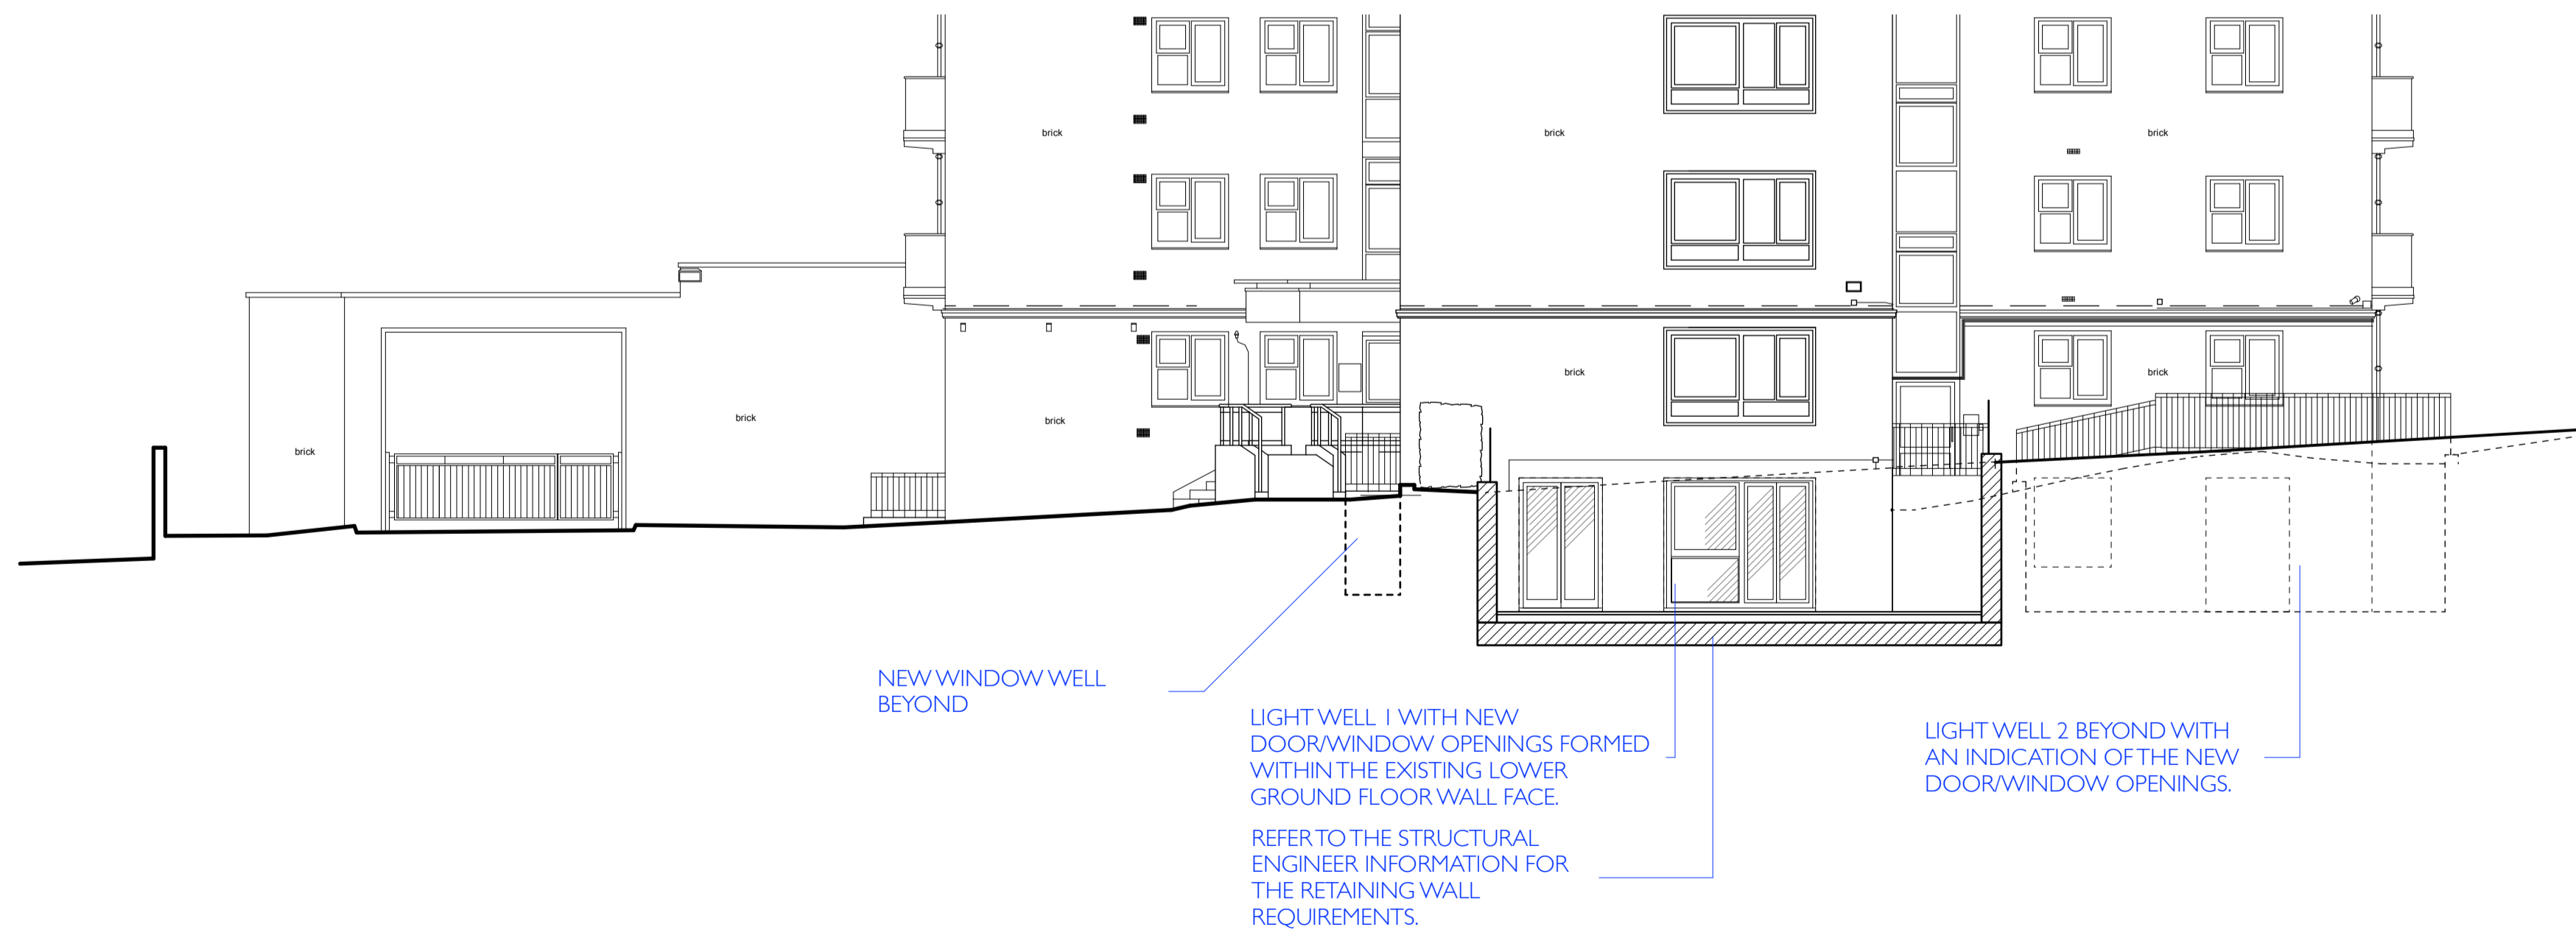 brick
brick
brick
brick
brick
brick
brick
brick
NEW WINDOW WELL
BEYOND
LIGHT WELL 1 WITH NEW
DOOR/WINDOW OPENINGS FORMED
WITHIN THE EXISTING LOWER
GROUND FLOOR WALL FACE.
REFER TO THE STRUCTURAL
ENGINEER INFORMATION FOR
THE RETAINING WALL
REQUIREMENTS.
LIGHT WELL 2 BEYOND WITH
AN INDICATION OF THE NEW
DOOR/WINDOW OPENINGS.